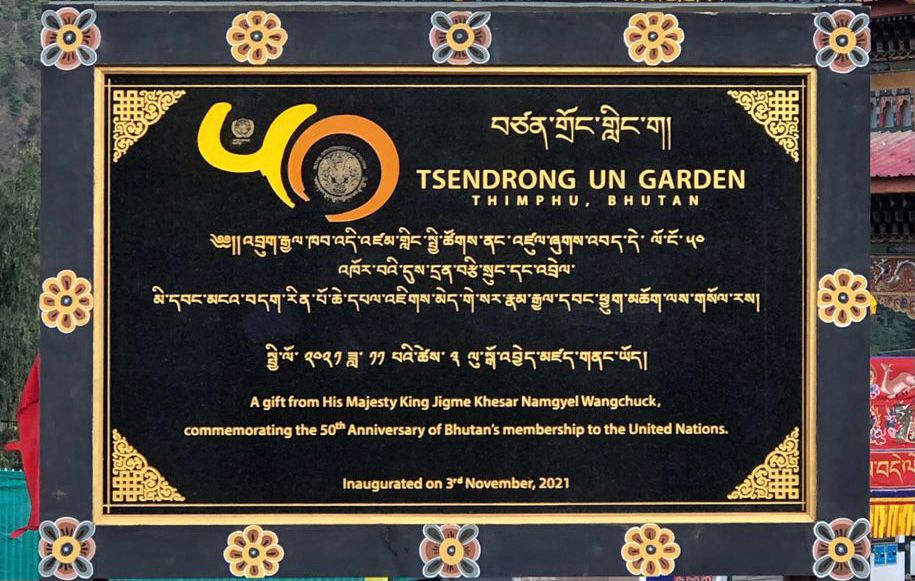 བཙན་གྲོང་གླིང་ག།
TSENDRONG UN GARDEN
THIMPHU, BHUTAN
༄༅།།འབྲུག་རྒྱལ་ཁབ་འདི་འཛམ་གླིང་སྤྱི་ཚོགས་ནང་འཛུལ་ཞུགས་འབད་དེ་ ལོ་ངོ་༥༠
འཁོར་བའི་དུས་དྲན་བརྩི་སྲུང་དང་འབྲེལ་
མི་དབང་མངའ་བདག་རིན་པོ་ཆེ་དཔལ་འཇིགས་མེད་གེ་སར་རྣམ་རྒྱལ་དབང་ཕྱུག་མཆོག་ལས་གསོལ་རས།
སྤྱི་ལོ་ ༢༠༢༡ ཟླ་ ༡༡ པའི་ཚེས་ ༣ ལུ་སྒོ་འབྱེད་མཛད་གནང་ཡོད།
A gift from His Majesty King Jigme Khesar Namgyel Wangchuck,
commemorating the 50th Anniversary of Bhutan's membership to the United Nations.
Inaugurated on 3rd November, 2021